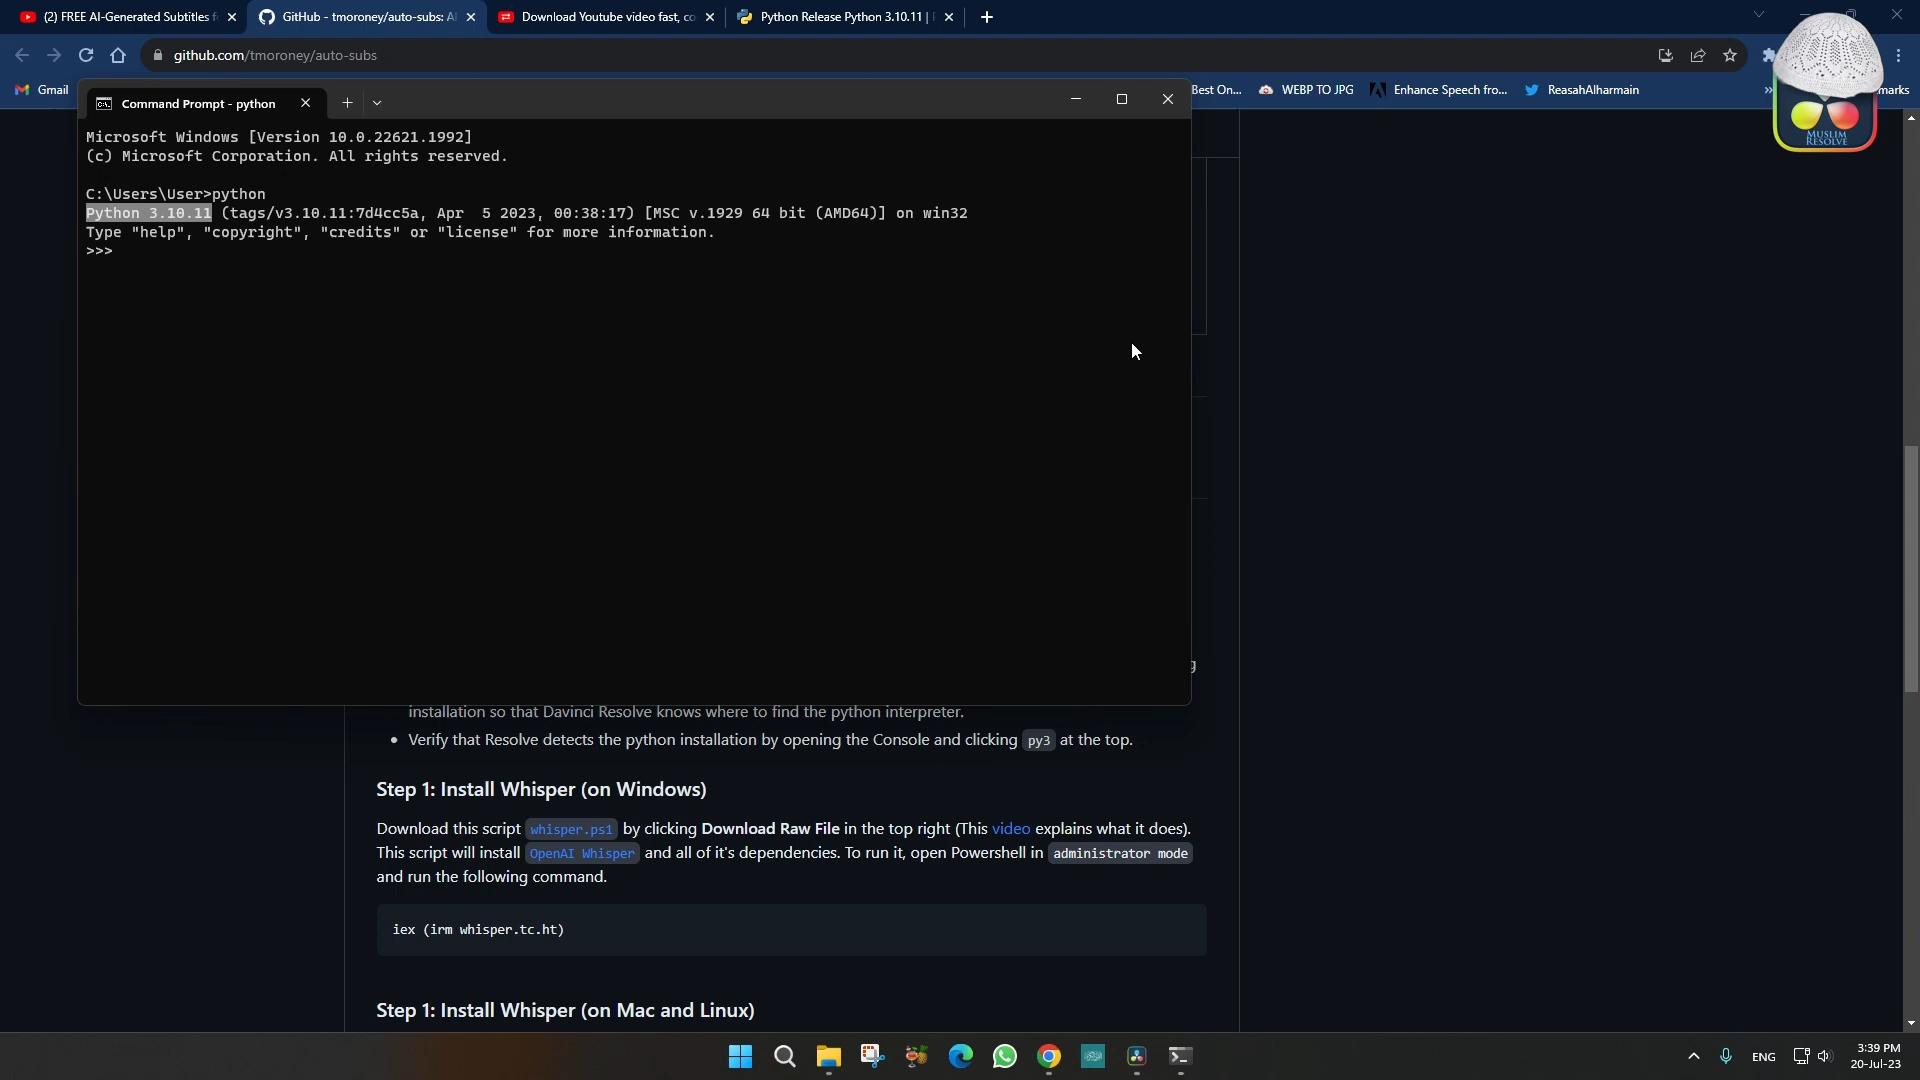 (2) FREE AI-Generated Subtitles f
GitHub - tmoroney/auto-subs: A
Download Youtube video fast, co
Python Release Python 3.10.11 |
github.com/tmoroney/auto-subs
Gmail
Best On...
WEBP TO JPG
Enhance Speech fro...
ReasahAlharmain
»
marks
MUSLIM
RESOLVE
Command Prompt - python
Microsoft Windows [Version 10.0.22621.1992]
(c) Microsoft Corporation. All rights reserved.
C:\Users\User>python
Python 3.10.11 (tags/v3.10.11:7d4cc5a, Apr  5 2023, 00:38:17) [MSC v.1929 64 bit (AMD64)] on win32
Type "help", "copyright", "credits" or "license" for more information.
>>>
g
installation so that Davinci Resolve knows where to find the python interpreter.
• Verify that Resolve detects the python installation by opening the Console and clicking py3 at the top.
Step 1: Install Whisper (on Windows)
Download this script whisper.ps1 by clicking Download Raw File in the top right (This video explains what it does).
This script will install OpenAI Whisper and all of it's dependencies. To run it, open Powershell in administrator mode
and run the following command.
iex (irm whisper.tc.ht)
Step 1: Install Whisper (on Mac and Linux)
ENG
3:39 PM
20-Jul-23